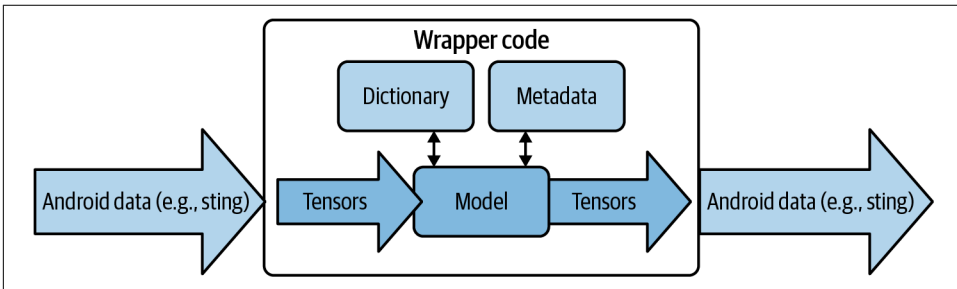 Wrapper code
Dictionary
Metadata
Android data (e.g., sting)
Tensors
Model
Tensors
Android data (e.g., sting)